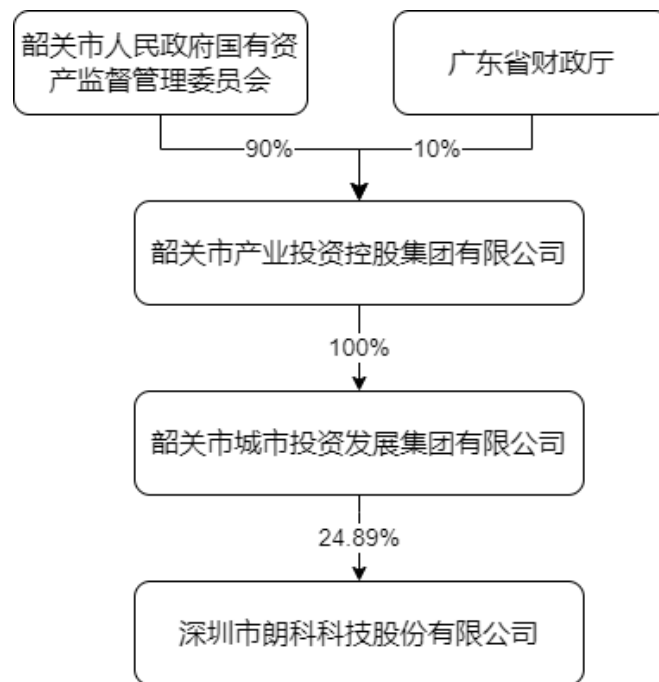 韶关市人民政府国有资
产监督管理委员会
广东省财政厅
90%
10%
韶关市产业投资控股集团有限公司
100%
韶关市城市投资发展集团有限公司
24.89%
深圳市朗科科技股份有限公司